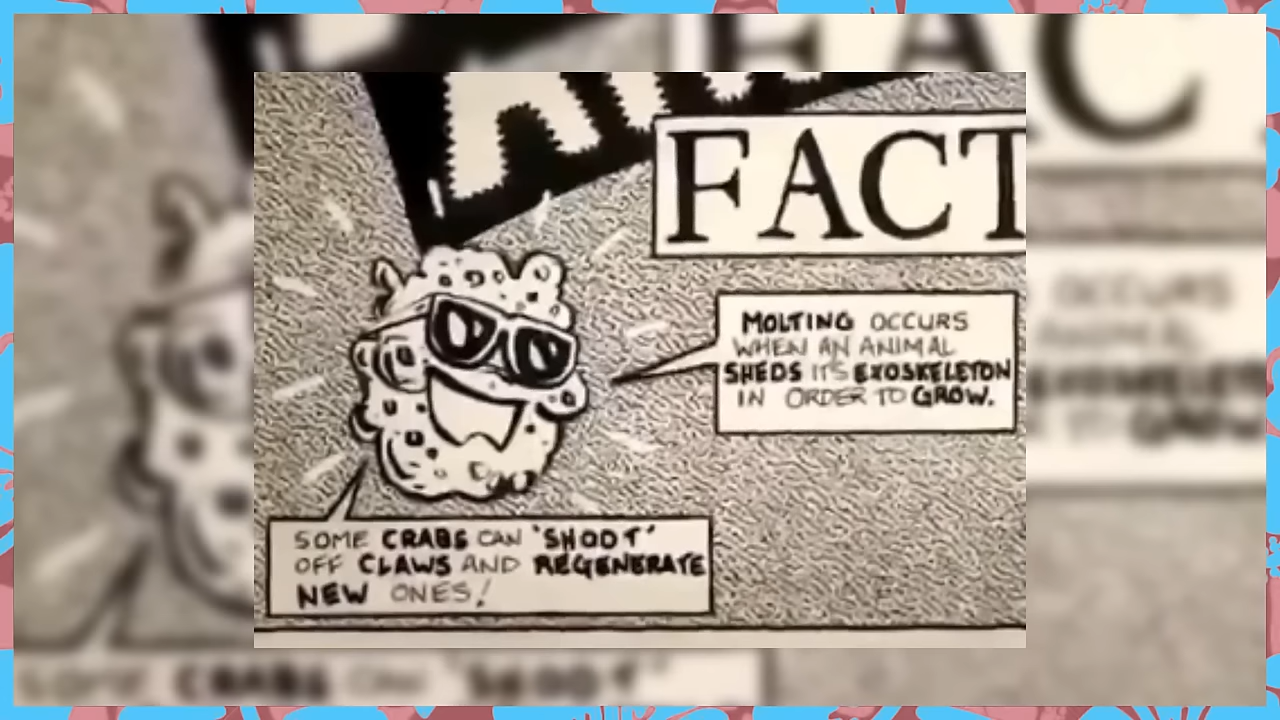 FACT
MOLTING OCCURS
WHEN AN ANIMAL
SHEDS ITS EXOSKELETON
IN ORDER TO GROW.
SOME CRABS CAN "SHOOT"
OFF CLAWS AND REGENERATE
NEW ONES!